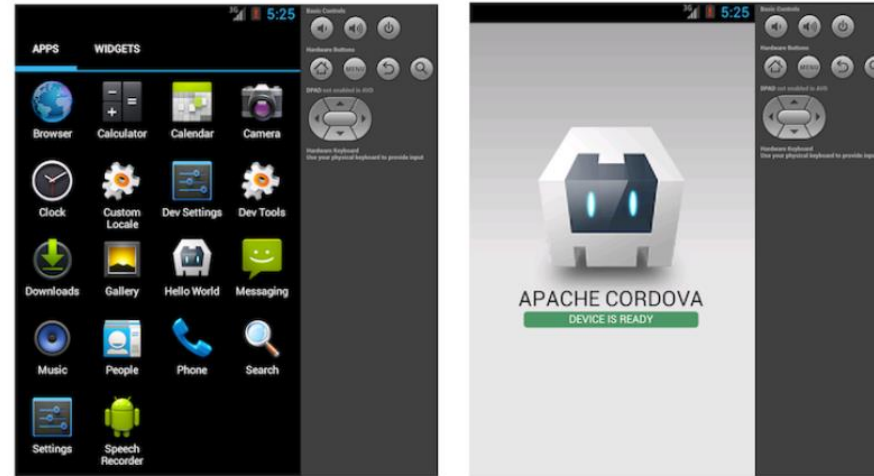 3G 5:25
APPS WIDGETS
Browser Calculator Calendar Camera
Clock Custom Locale Dev Settings Dev Tools
Downloads Gallery Hello World Messaging
Music People Phone Search
Settings Speech Recorder
Basic Controls
Hardware Buttons
MENU
DPAD not enabled in AVD
Hardware Keyboard
Use your physical keyboard to provide input
3G 5:25
APACHE CORDOVA
DEVICE IS READY
Basic Controls
Hardware Buttons
MENU
DPAD not enabled in AVD
Hardware Keyboard
Use your physical keyboard to provide input